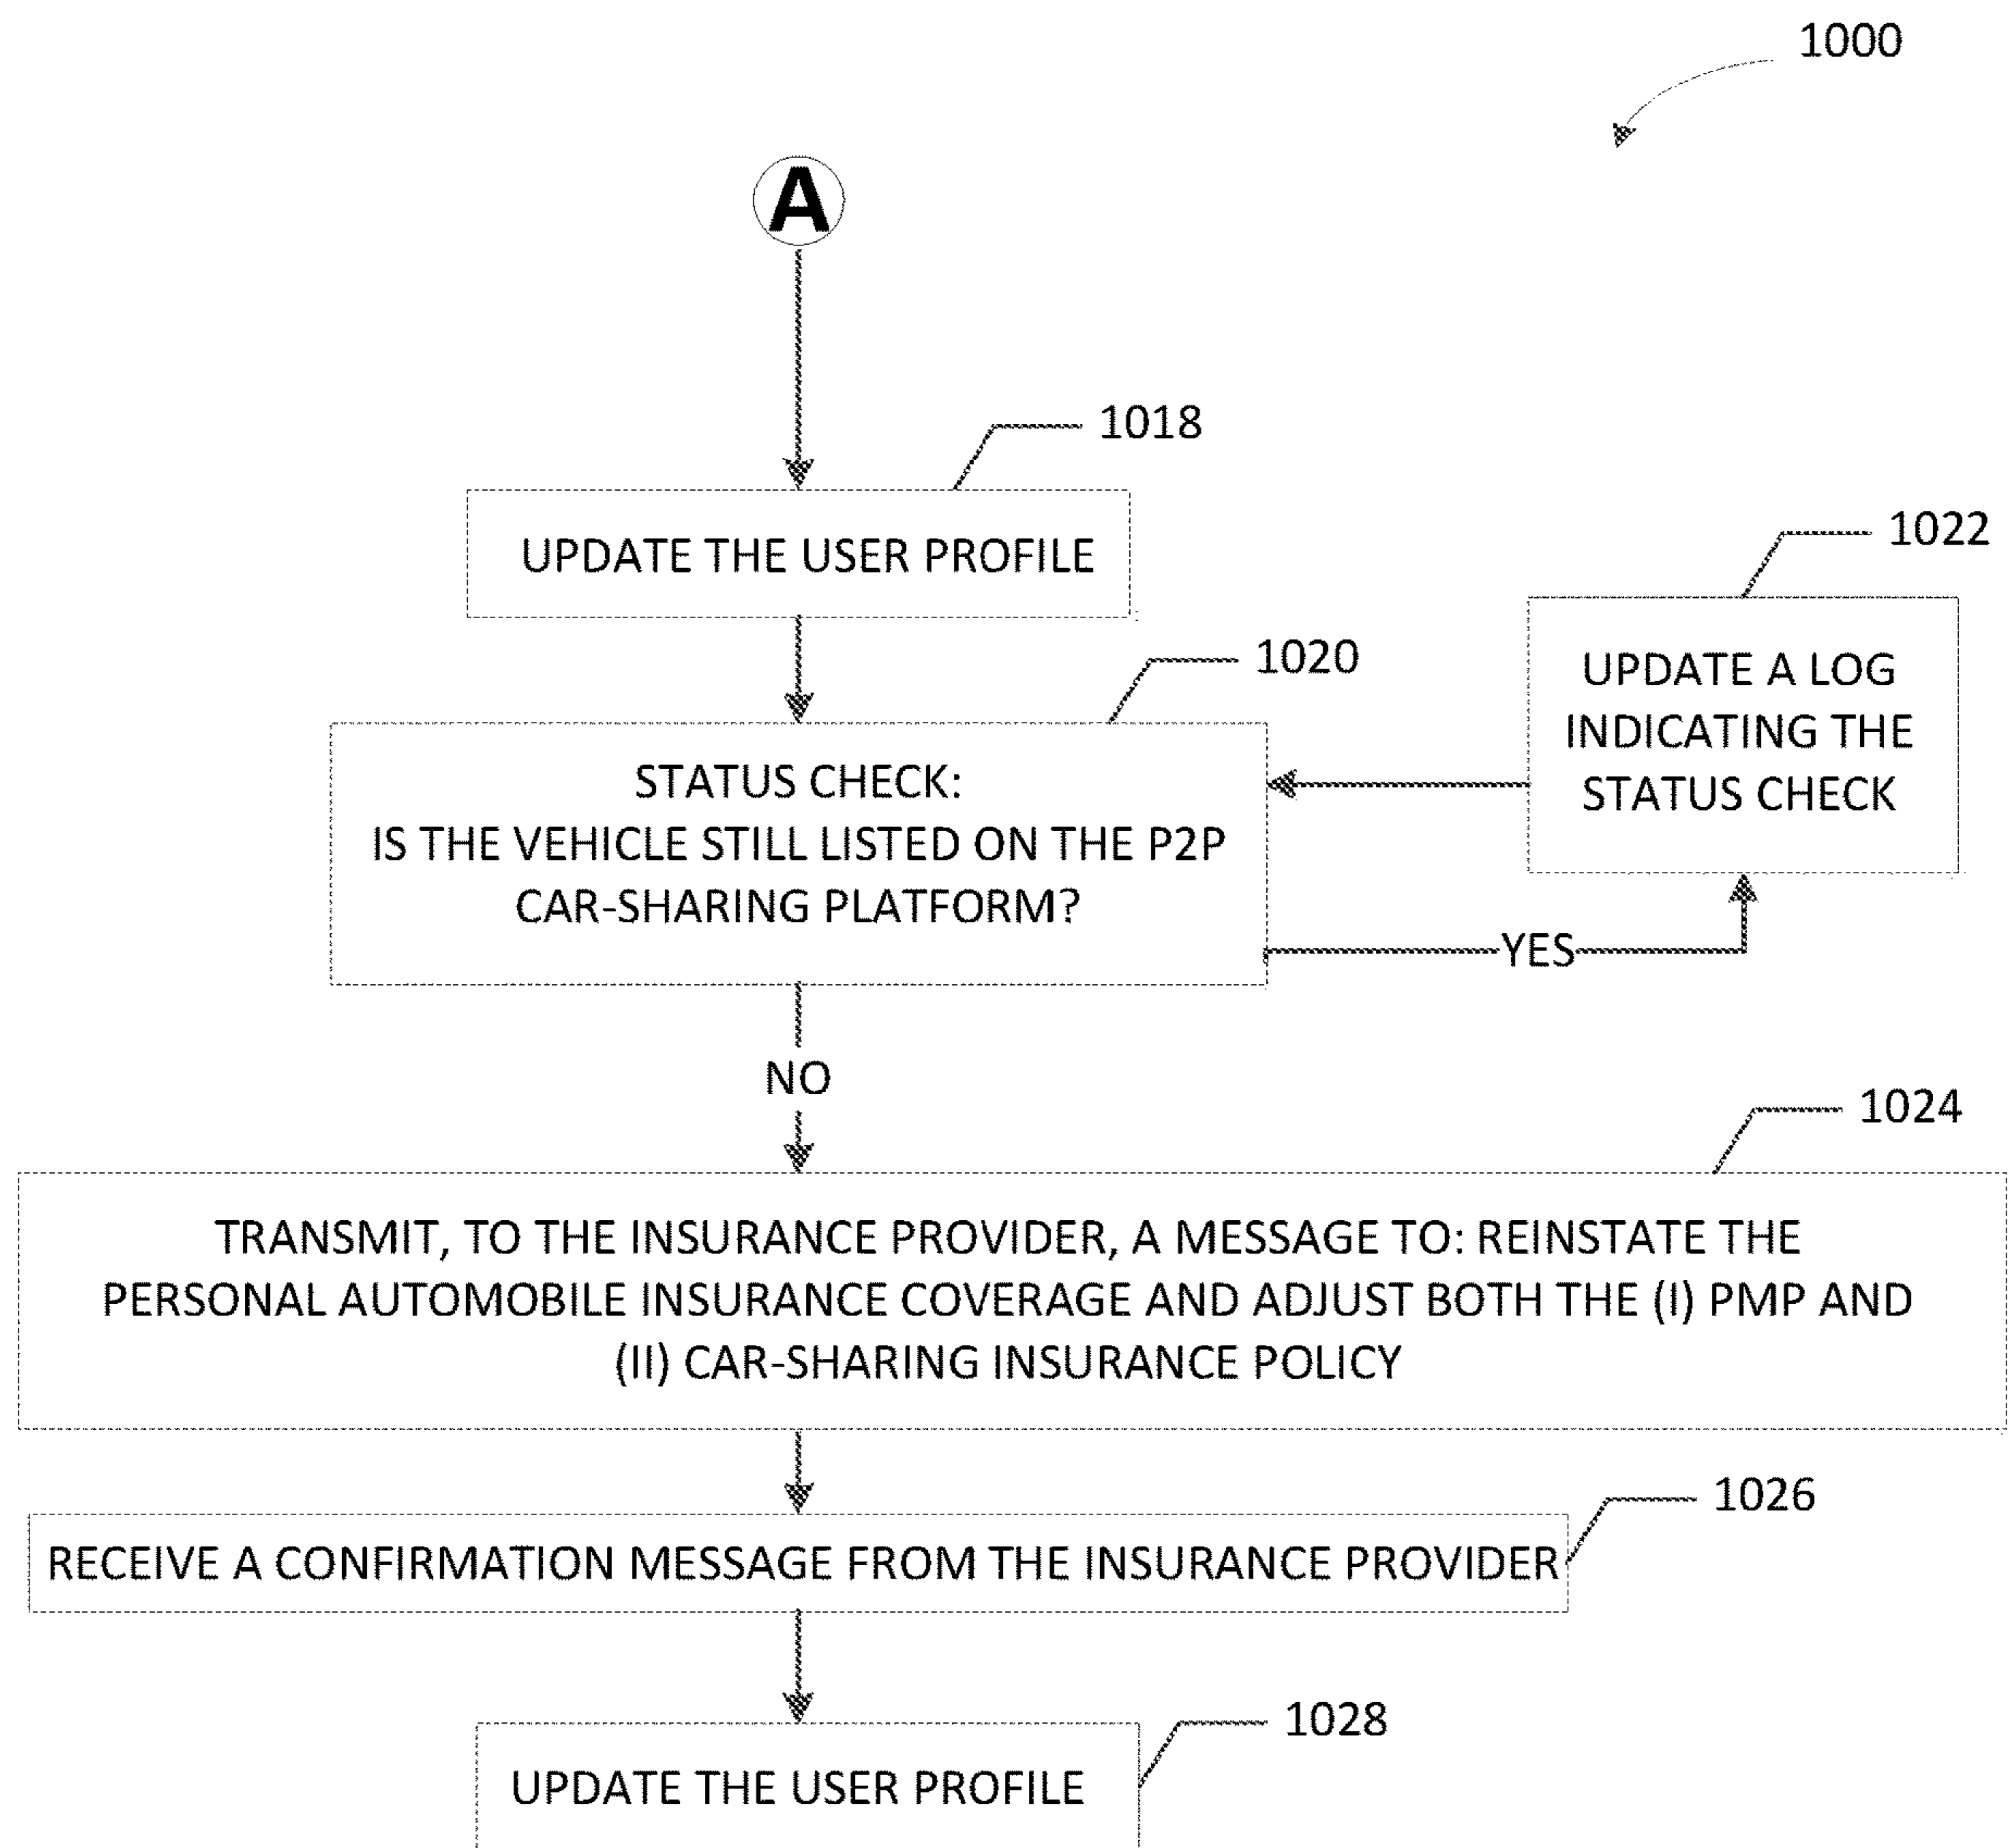 1000
A
1018
UPDATE THE USER PROFILE
1022
UPDATE A LOG
INDICATING THE
STATUS CHECK
1020
STATUS CHECK:
IS THE VEHICLE STILL LISTED ON THE P2P
CAR-SHARING PLATFORM?
YES
NO
1024
TRANSMIT, TO THE INSURANCE PROVIDER, A MESSAGE TO: REINSTATE THE
PERSONAL AUTOMOBILE INSURANCE COVERAGE AND ADJUST BOTH THE (I) PMP AND
(II) CAR-SHARING INSURANCE POLICY
1026
RECEIVE A CONFIRMATION MESSAGE FROM THE INSURANCE PROVIDER
1028
UPDATE THE USER PROFILE